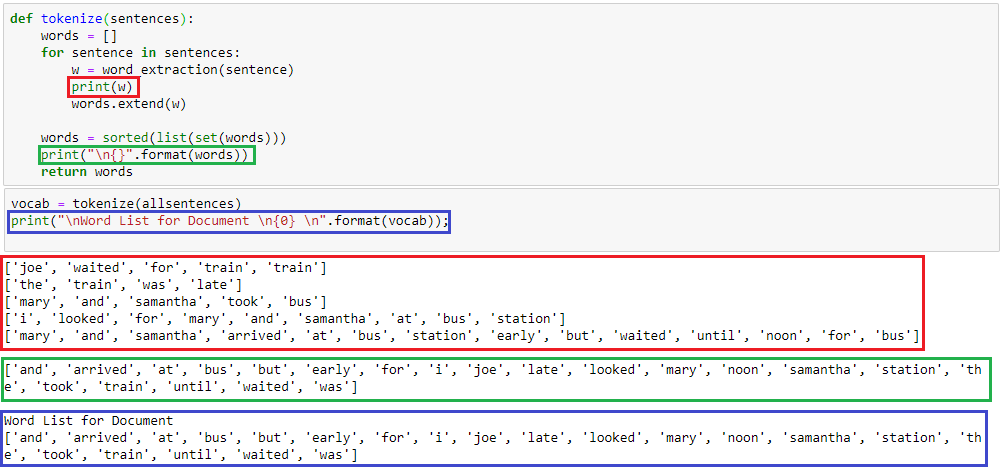 def tokenize(sentences):
    words = []
    for sentence in sentences:
        w = word_extraction(sentence)
        print(w)
        words.extend(w)

    words = sorted(list(set(words)))
    print("\n{}".format(words))
    return words
vocab = tokenize(allsentences)
print("\nWord List for Document \n{0} \n".format(vocab));
['joe', 'waited', 'for', 'train', 'train']
['the', 'train', 'was', 'late']
['mary', 'and', 'samantha', 'took', 'bus']
['i', 'looked', 'for', 'mary', 'and', 'samantha', 'at', 'bus', 'station']
['mary', 'and', 'samantha', 'arrived', 'at', 'bus', 'station', 'early', 'but', 'waited', 'until', 'noon', 'for', 'bus']
['and', 'arrived', 'at', 'bus', 'but', 'early', 'for', 'i', 'joe', 'late', 'looked', 'mary', 'noon', 'samantha', 'station', 'th
e', 'took', 'train', 'until', 'waited', 'was']
Word List for Document
['and', 'arrived', 'at', 'bus', 'but', 'early', 'for', 'i', 'joe', 'late', 'looked', 'mary', 'noon', 'samantha', 'station', 'th
e', 'took', 'train', 'until', 'waited', 'was']